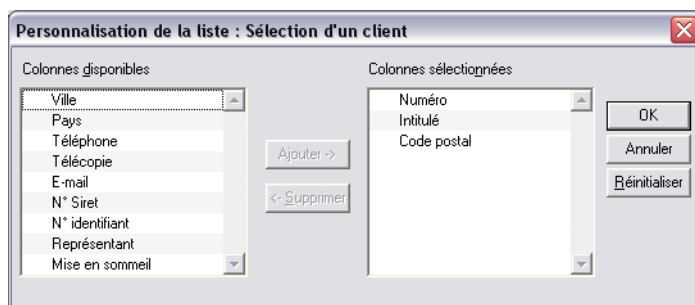 Personnalisation de la liste : Sélection d'un client
Colonnes disponibles
Ville
Pays
Téléphone
Télécopie
E-mail
N° Siret
N° identifiant
Représentant
Mise en sommeil
Ajouter ->
<- Supprimer
Colonnes sélectionnées
Numéro
Intitulé
Code postal
OK
Annuler
Réinitialiser